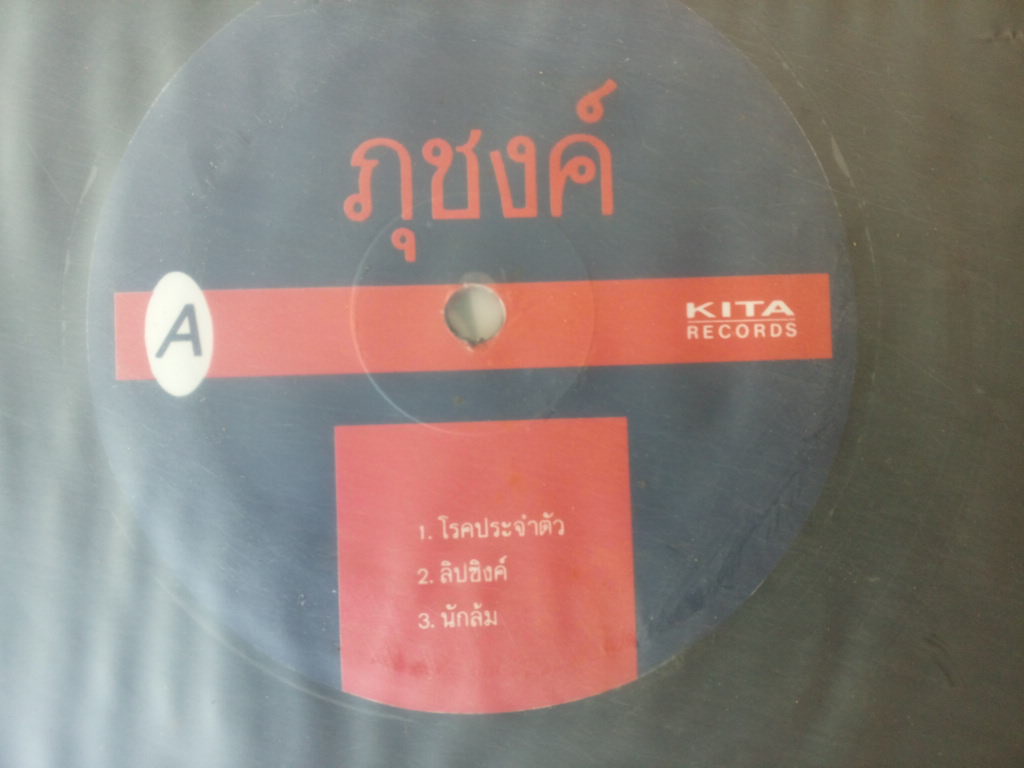 ภุชงค์
A
KITA
RECORDS
1. โรคประจำตัว
2. ลิปซิงค์
3. นักล้ม